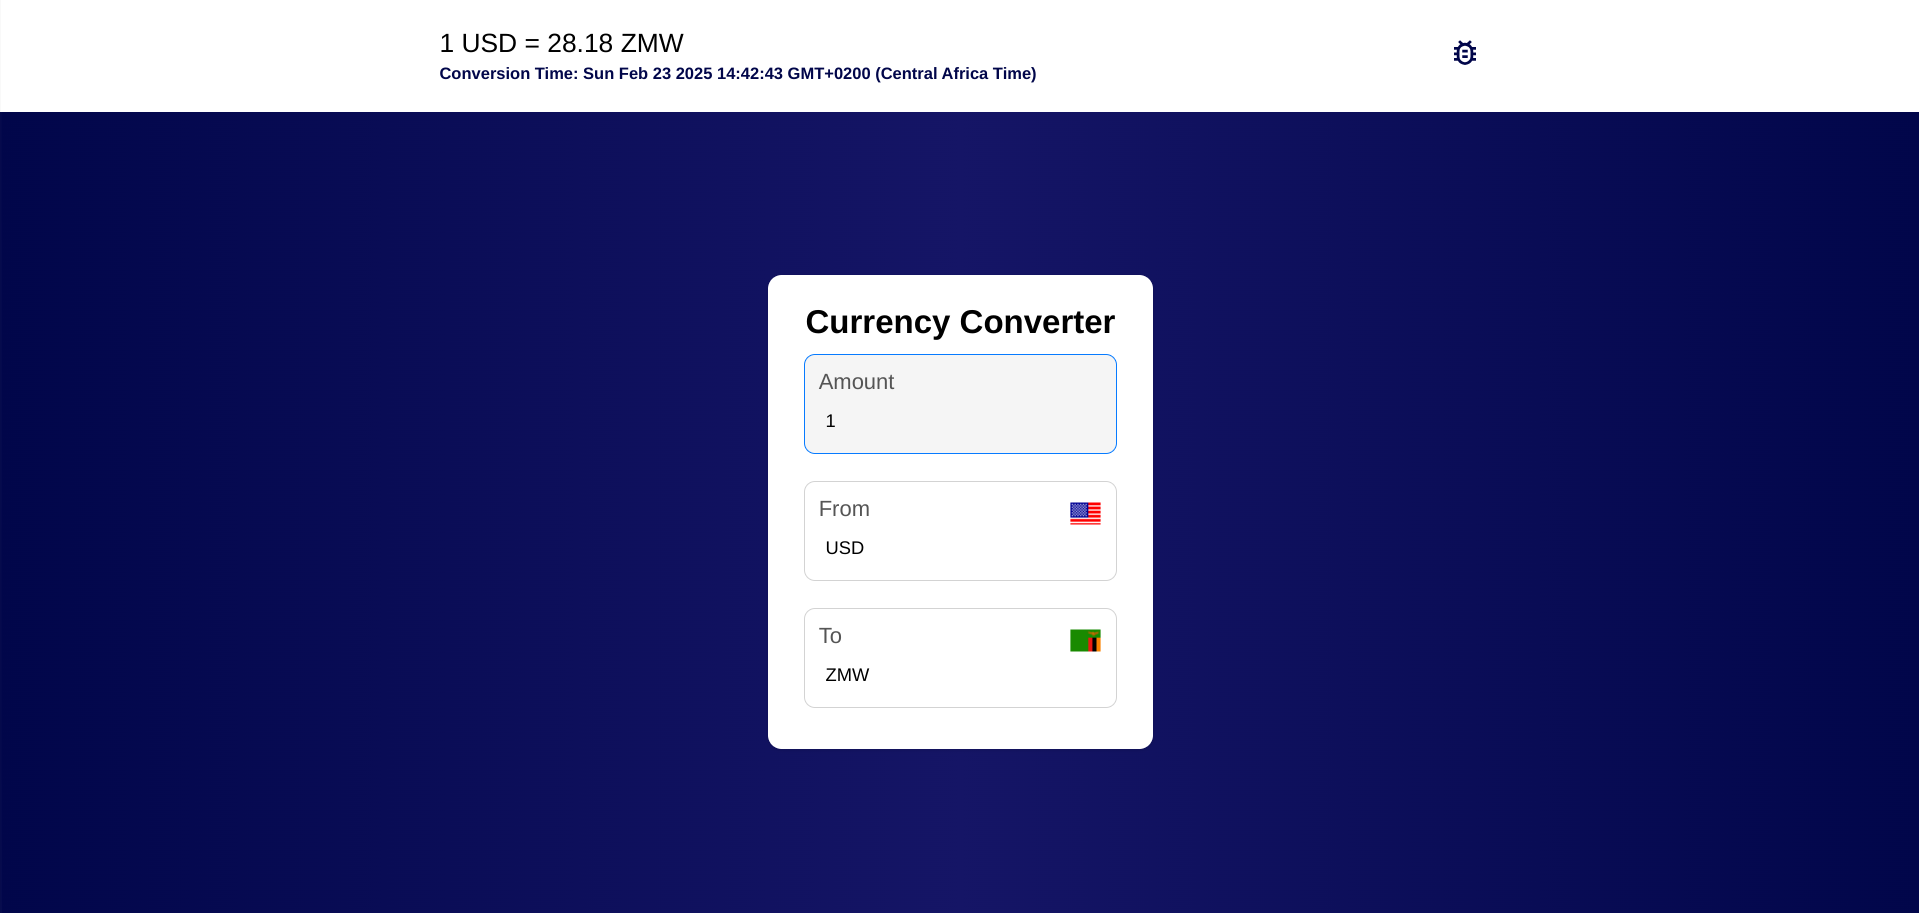 1 USD = 28.18 ZMW
Conversion Time: Sun Feb 23 2025 14:42:43 GMT+0200 (Central Africa Time)
Currency Converter
Amount
1
From
USD
To
ZMW